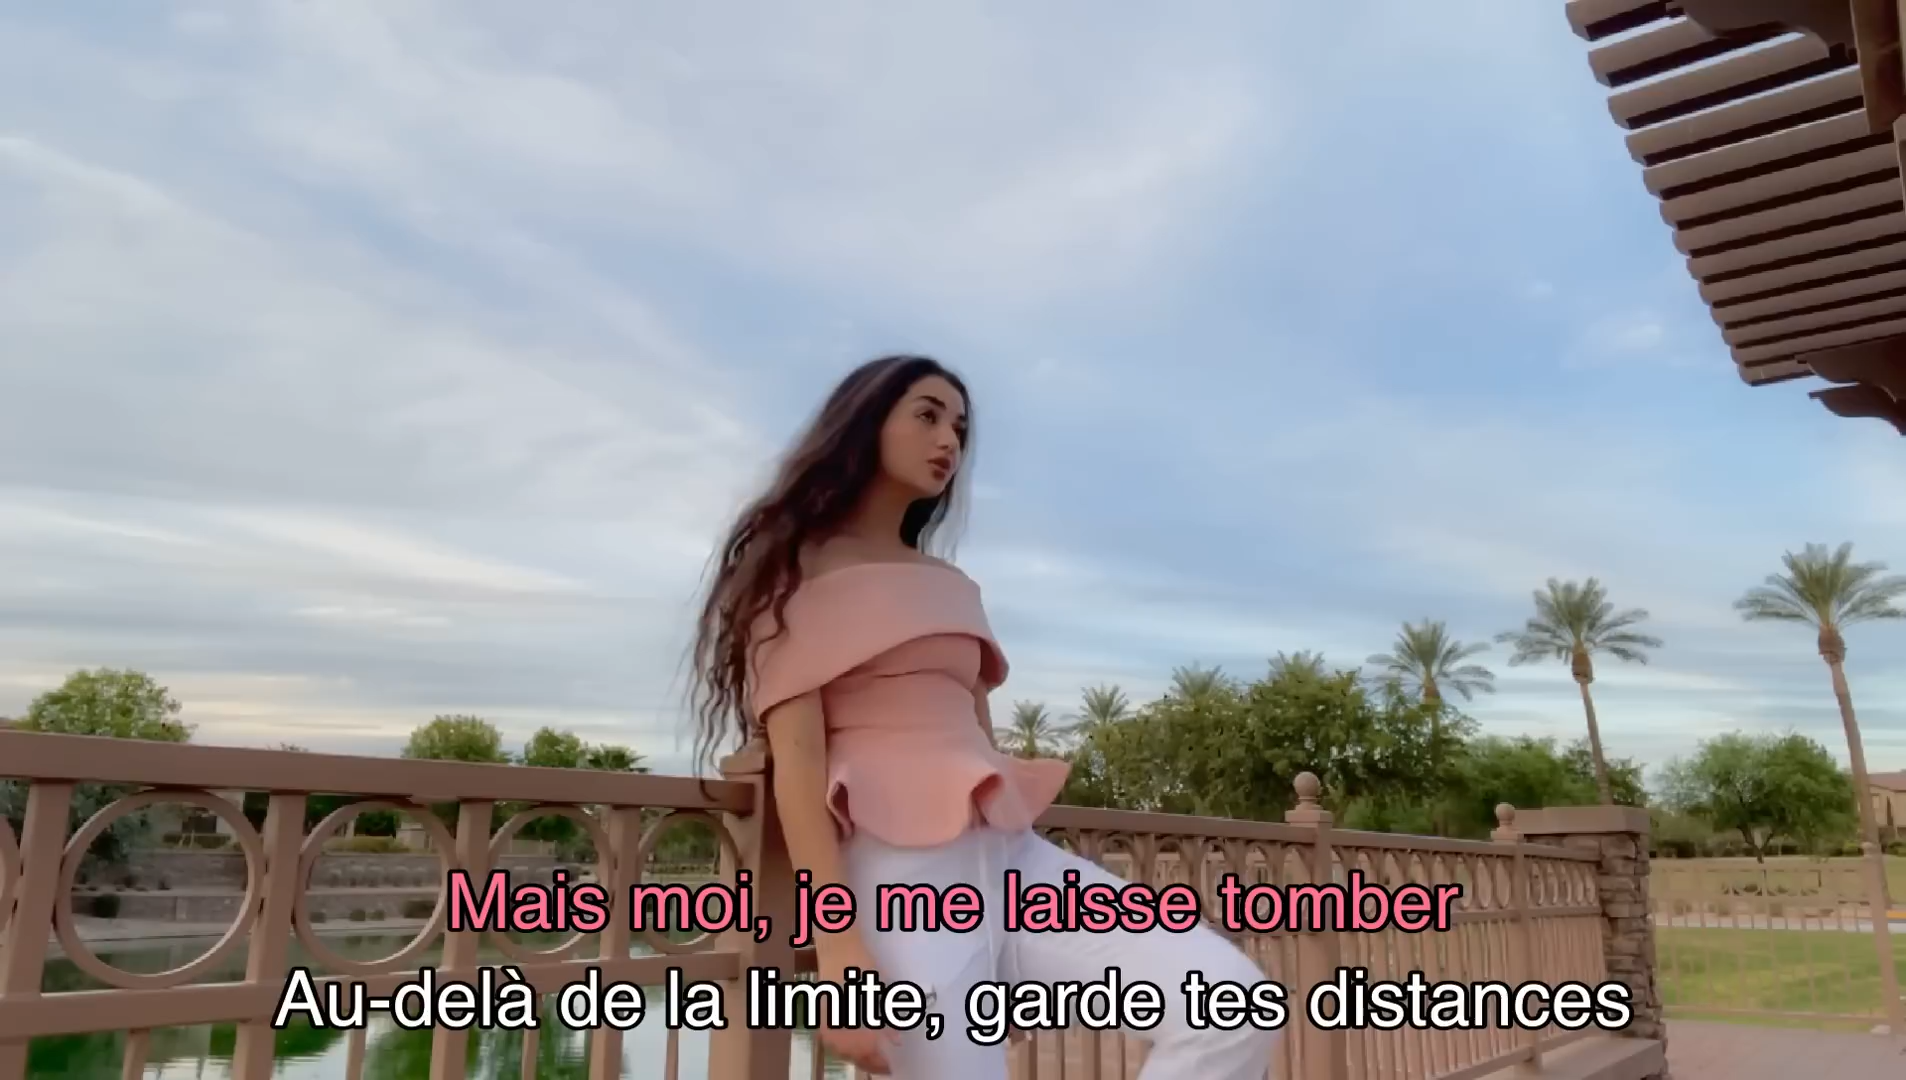 Mais moi, je me laisse tomber
Au-delà de la limite, garde tes distances